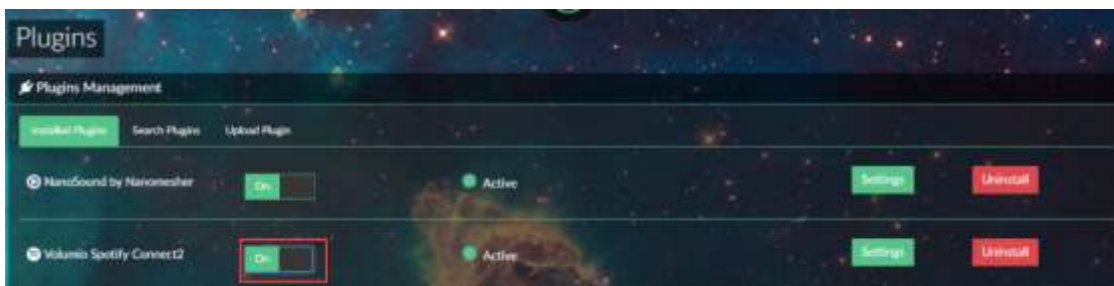 Plugins
Plugins Management
Installed Plugins Search Plugins Upload Plugin
NanoSound by Nanomesher On Active Settings Uninstall
Volumio Spotify Connect2 On Active Settings Uninstall